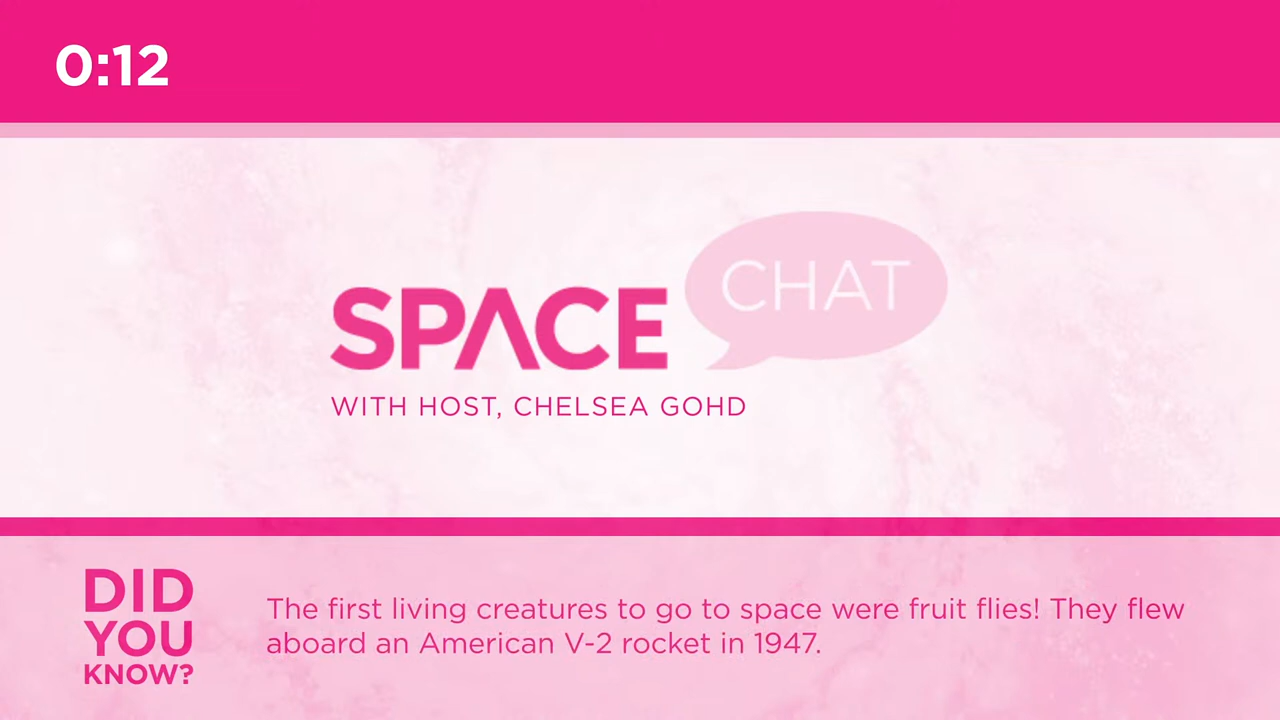 0:12
CHAT
SPACE
WITH HOST, CHELSEA GOHD
DID
YOU
KNOW?
The first living creatures to go to space were fruit flies! They flew
aboard an American V-2 rocket in 1947.